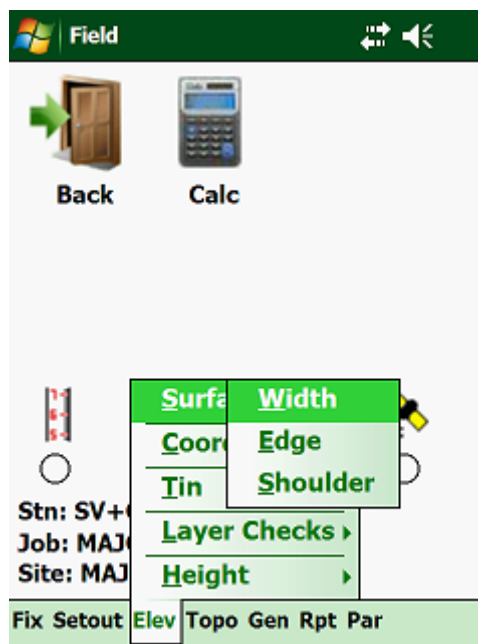 Field
Back Calc
Surfa Width
Coor Edge
Tin Shoulder
Stn: SV+
Layer Checks
Job: MAJ
Site: MAJ Height
Fix Setout Elev Topo Gen Rpt Par